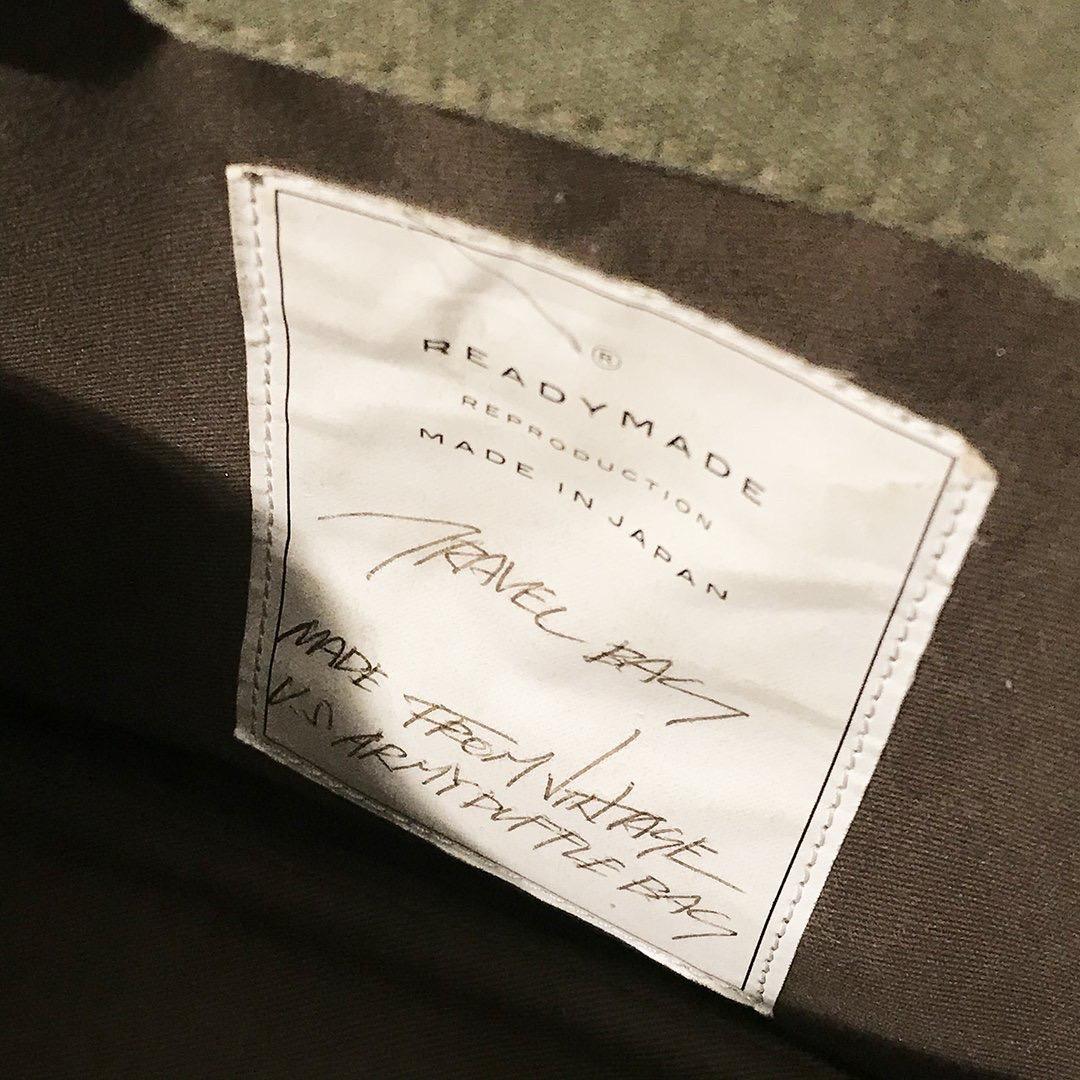 ®
READYMADE
REPRODUCTION
MADE IN JAPAN
TRAVEL BAG
MADE FROM VINTAGE
U.S ARMY DUFFLE BAG